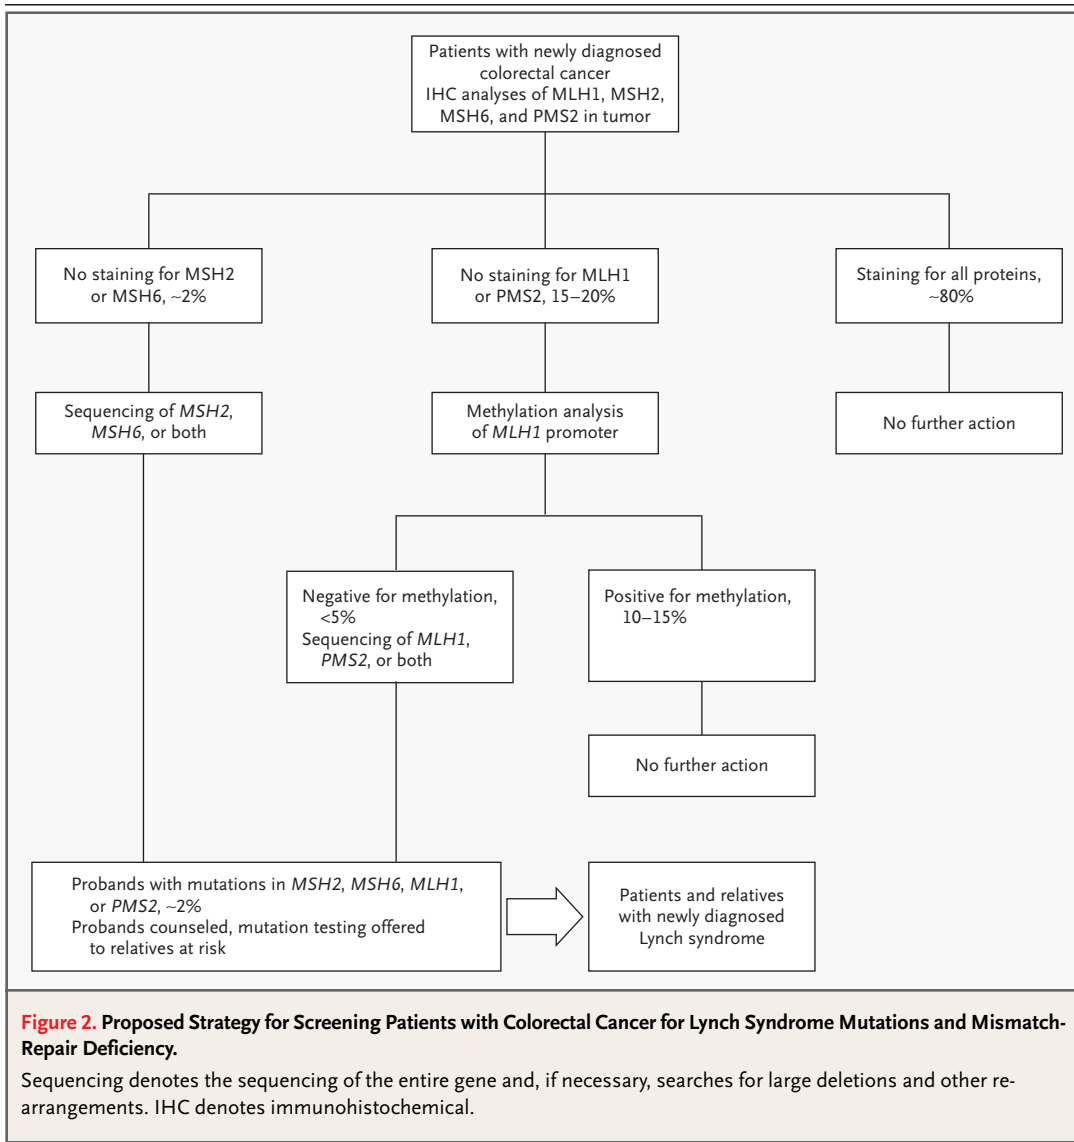 Patients with newly diagnosed
colorectal cancer
IHC analyses of MLH1, MSH2,
MSH6, and PMS2 in tumor
No staining for MSH2
or MSH6, ~2%
No staining for MLH1
or PMS2, 15–20%
Staining for all proteins,
~80%
Sequencing of MSH2,
MSH6, or both
Methylation analysis
of MLH1 promoter
No further action
Negative for methylation,
<5%
Sequencing of MLH1,
PMS2, or both
Positive for methylation,
10–15%
No further action
Probands with mutations in MSH2, MSH6, MLH1,
or PMS2, ~2%
Probands counseled, mutation testing offered
to relatives at risk
Patients and relatives
with newly diagnosed
Lynch syndrome
Figure 2. Proposed Strategy for Screening Patients with Colorectal Cancer for Lynch Syndrome Mutations and Mismatch-
Repair Deficiency.
Sequencing denotes the sequencing of the entire gene and, if necessary, searches for large deletions and other re-
arrangements. IHC denotes immunohistochemical.